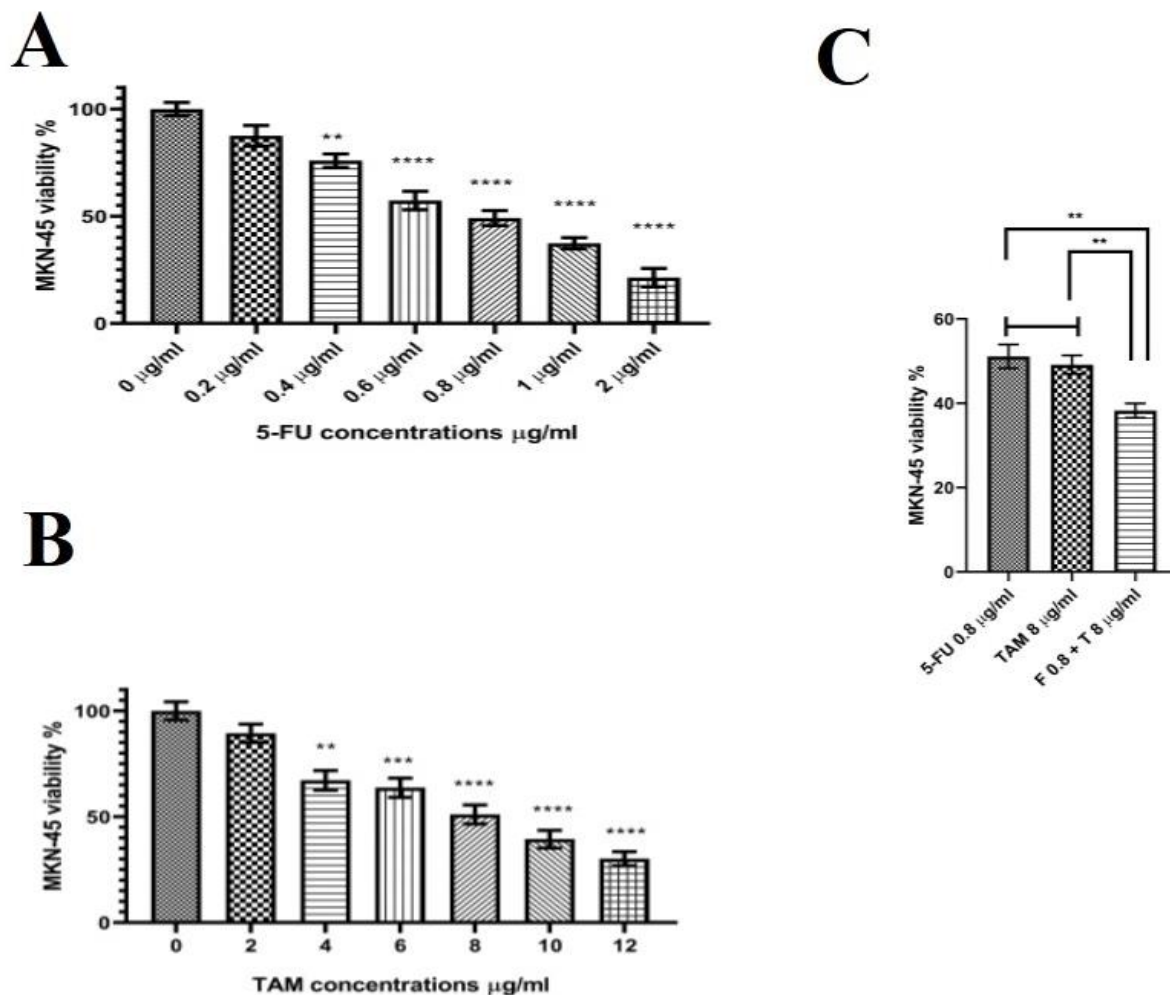 A
MKN-45 viability %
100
50
0
**
****
****
****
****
0 µg/ml
0.2 µg/ml
0.4 µg/ml
0.6 µg/ml
0.8 µg/ml
1 µg/ml
2 µg/ml
5-FU concentrations µg/ml
B
MKN-45 viability %
100
50
0
**
***
****
****
****
0 2 4 6 8 10 12
TAM concentrations µg/ml
C
**
**
MKN-45 viability %
60
40
20
0
5-FU 0.8 µg/ml
TAM 8 µg/ml
F 0.8 + T 8 µg/ml